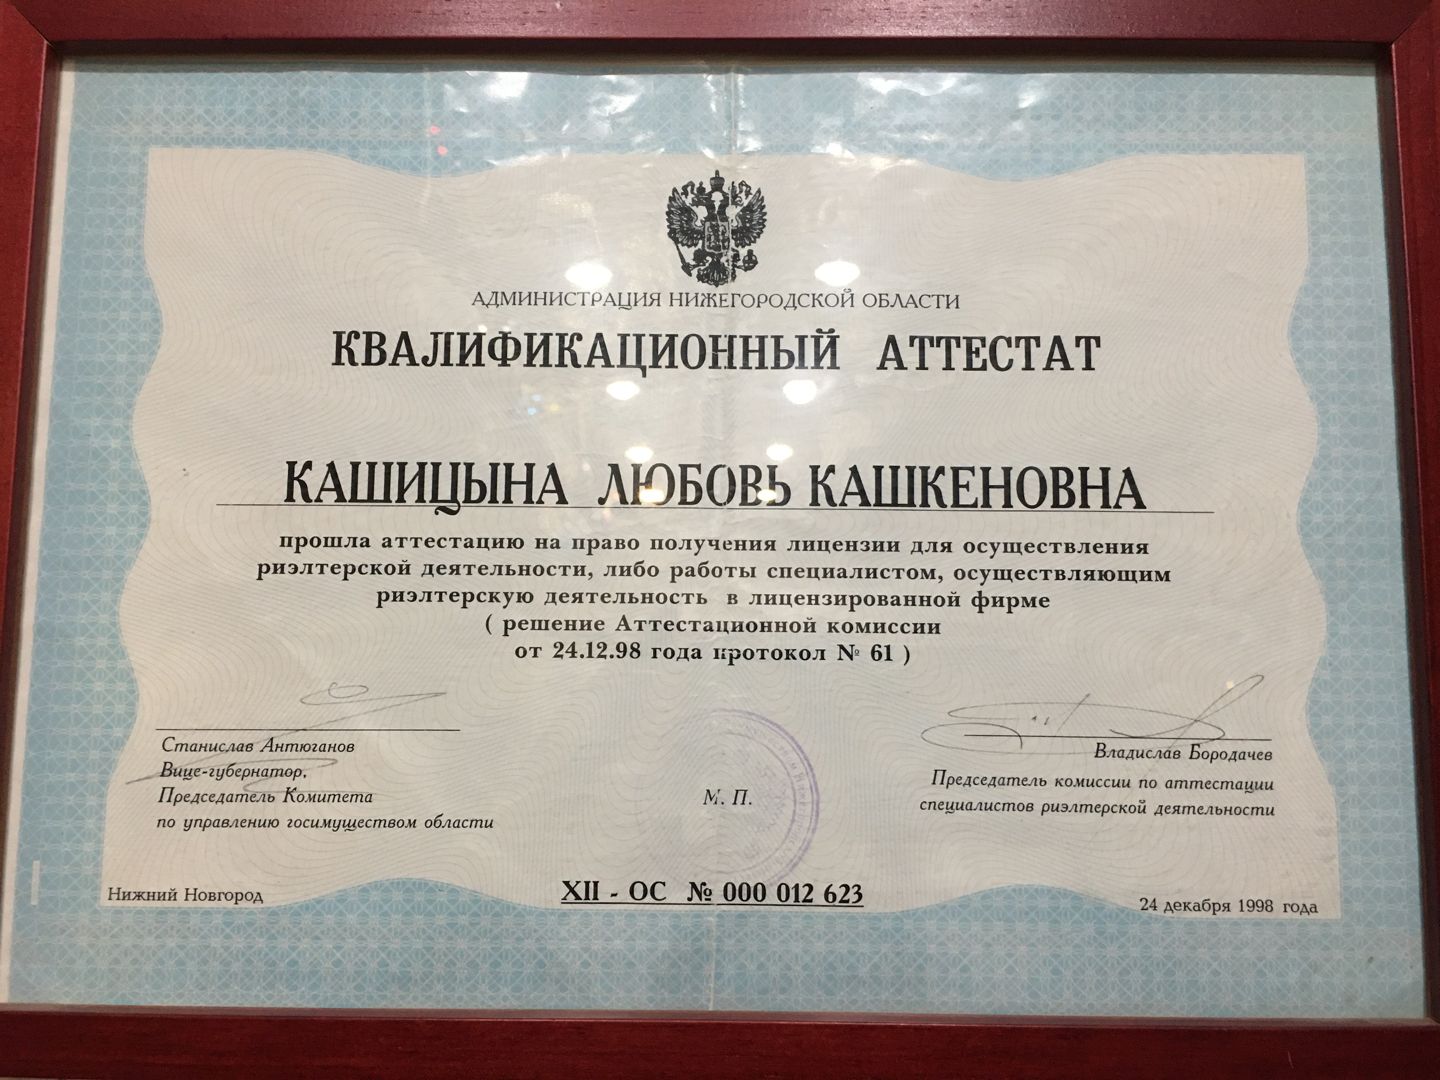 АДМИНИСТРАЦИЯ НИЖЕГОРОДСКОЙ ОБЛАСТИ
КВАЛИФИКАЦИОННЫЙ АТТЕСТАТ
КАШИЦЫНА ЛЮБОВЬ КАШКЕНОВНА
прошла аттестацию на право получения лицензии для осуществления
риэлтерской деятельности, либо работы специалистом, осуществляющим
риэлтерскую деятельность в лицензированной фирме
( решение Аттестационной комиссии
от 24.12.98 года протокол № 61 )
Станислав Антюганов
Вице-губернатор,
Председатель Комитета
по управлению госимуществом области
М. П.
Владислав Бородачев
Председатель комиссии по аттестации
специалистов риэлтерской деятельности
Нижний Новгород
XII - ОС № 000 012 623
24 декабря 1998 года